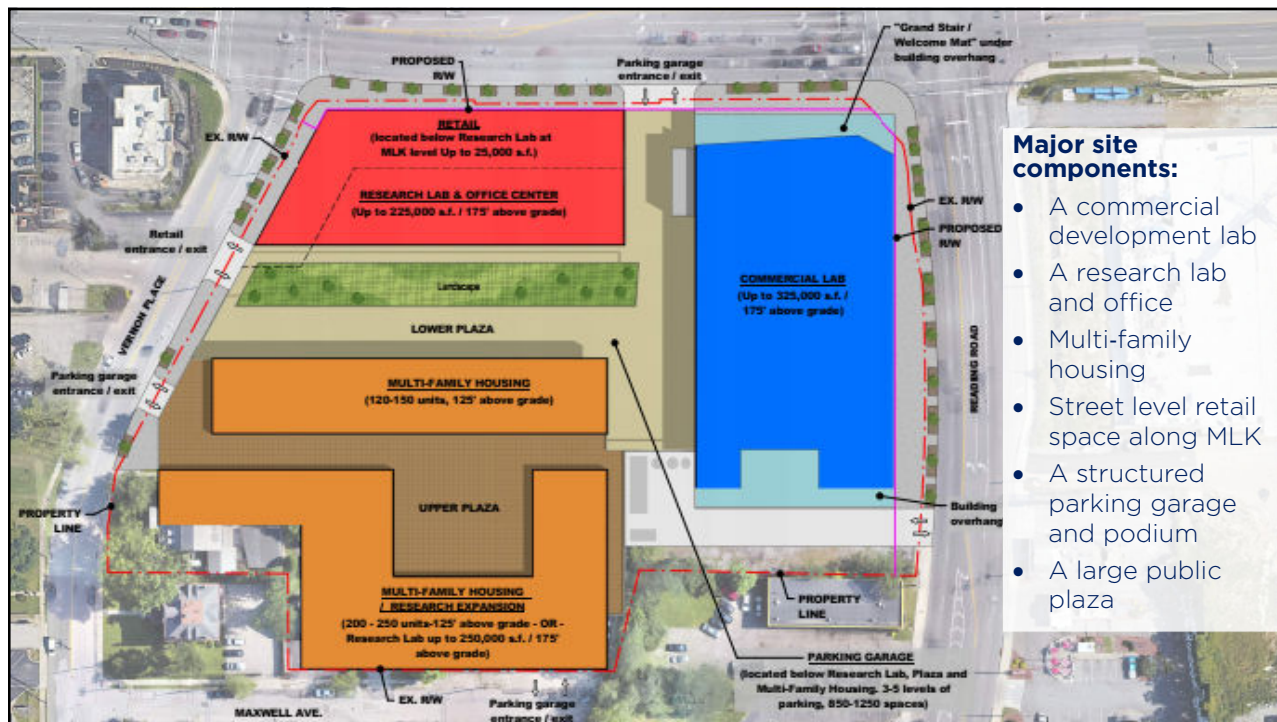 "Grand Stair /
Welcome Mat" under
building overhang
PROPOSED
R/W
Parking garage
entrance / exit
RETAIL
(located below Research Lab at
MLK level Up to 25,000 s.f.)
EX. R/W
RESEARCH LAB & OFFICE CENTER
(Up to 225,000 s.f. / 175' above grade)
EX. R/W
PROPOSED
R/W
Retail
entrance / exit
COMMERCIAL LAB
(Up to 325,000 s.f. /
175' above grade)
Landscape
VERNON PLACE
LOWER PLAZA
READING ROAD
Parking garage
entrance / exit
MULTI-FAMILY HOUSING
(120-150 units, 125' above grade)
UPPER PLAZA
PROPERTY
LINE
Building
overhang
MULTI-FAMILY HOUSING
/ RESEARCH EXPANSION
(200 - 250 units-125' above grade - OR -
Research Lab up to 250,000 s.f. / 175'
above grade)
PROPERTY
LINE
PARKING GARAGE
(located below Research Lab, Plaza and
Multi-Family Housing. 3-5 levels of
parking, 850-1250 spaces)
EX. R/W
Parking garage
entrance / exit
MAXWELL AVE.
Major site
components:
• A commercial
development lab
• A research lab
and office
• Multi-family
housing
• Street level retail
space along MLK
• A structured
parking garage
and podium
• A large public
plaza